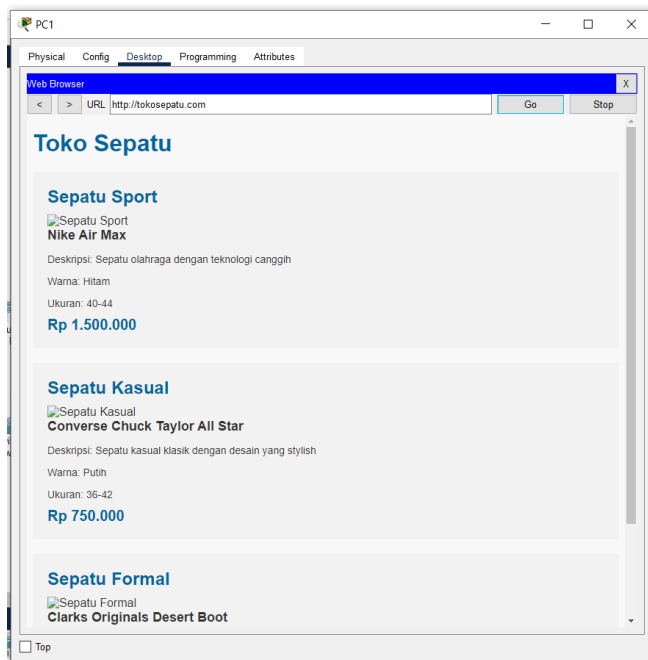 PC1
Physical Config Desktop Programming Attributes
Web Browser X
< > URL http://tokosepatu.com Go Stop
Toko Sepatu
Sepatu Sport
Sepatu Sport
Nike Air Max
Deskripsi: Sepatu olahraga dengan teknologi canggih
Warna: Hitam
Ukuran: 40-44
Rp 1.500.000
Sepatu Kasual
Sepatu Kasual
Converse Chuck Taylor All Star
Deskripsi: Sepatu kasual klasik dengan desain yang stylish
Warna: Putih
Ukuran: 36-42
Rp 750.000
Sepatu Formal
Sepatu Formal
Clarks Originals Desert Boot
Top